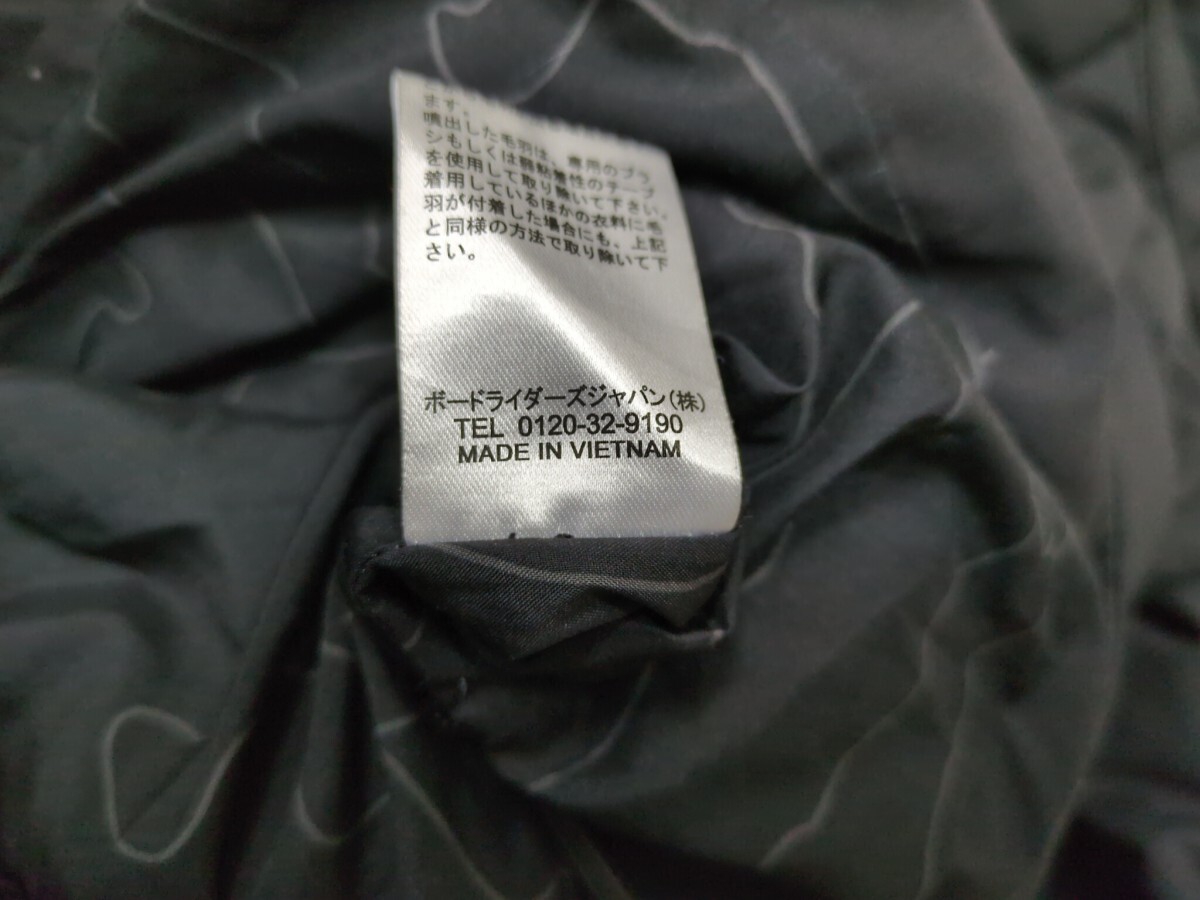 ます。
噴出した毛羽は、専用のブラ
シもしくは弱粘着性のテープ
を使用して取り除いて下さい。
着用しているほかの衣料に毛
羽が付着した場合にも、上記
と同様の方法で取り除いて下
さい。
ボードライダーズジャパン(株)
TEL 0120-32-9190
MADE IN VIETNAM